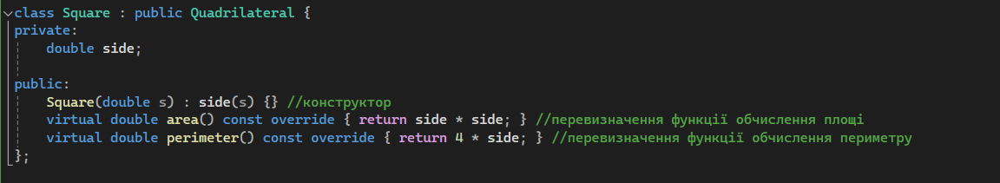 class Square : public Quadrilateral {
private:
    double side;

public:
    Square(double s) : side(s) {} //конструктор
    virtual double area() const override { return side * side; } //перевизначення функції обчислення площі
    virtual double perimeter() const override { return 4 * side; } //перевизначення функції обчислення периметру
};